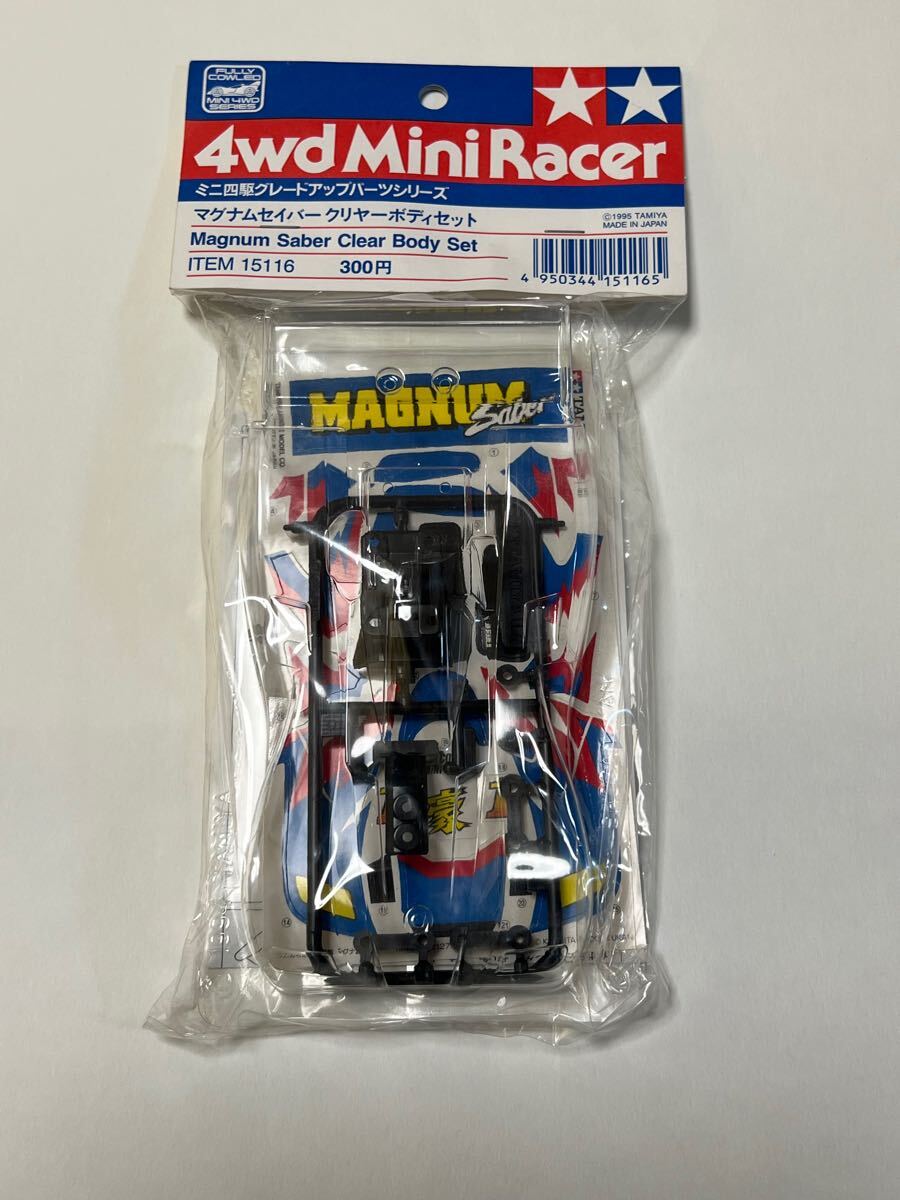 FULLY
COWLED
MINI 4WD
SERIES
4wd Mini Racer
ミニ四駆グレードアップパーツシリーズ
マグナムセイバー クリヤーボディセット
©1995 TAMIYA
MADE IN JAPAN
Magnum Saber Clear Body Set
ITEM 15116 300円
4 950344 151165
MAGNUM
Saber
豪